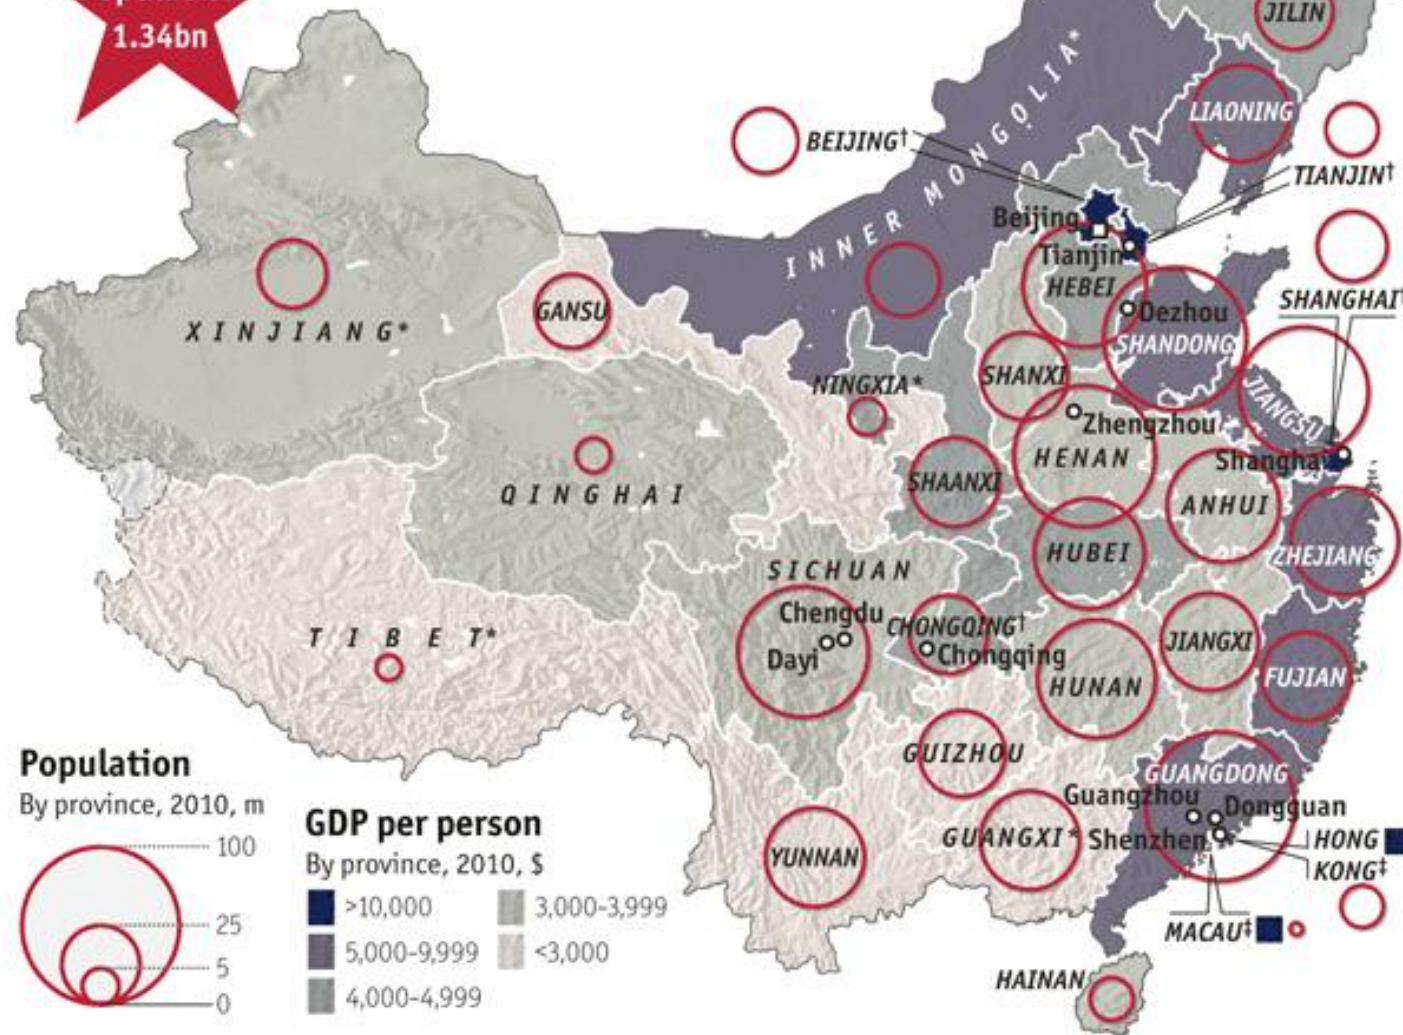 1.34bn
JILIN
LIAONING
INNER MONGOLIA*
BEIJING†
TIANJIN†
Beijing
Tianjin
HEBEI
SHANGHAI
Dezhou
SHANDONG
XINJIANG*
GANSU
NINGXIA*
SHANXI
JIANGSU
Zhengzhou
HENAN
Shanghai
SHAANXI
QINGHAI
ANHUI
HUBEI
ZHEJIANG
SICHUAN
Chengdu
CHONGQING†
Dayi
Chongqing
TIBET*
JIANGXI
HUNAN
FUJIAN
GUIZHOU
GUANGDONG
Guangzhou
Dongguan
YUNNAN
GUANGXI*
Shenzhen
HONG
KONG‡
MACAU‡
HAINAN
Population
By province, 2010, m
100
25
5
0
GDP per person
By province, 2010, $
>10,000
5,000-9,999
4,000-4,999
3,000-3,999
<3,000